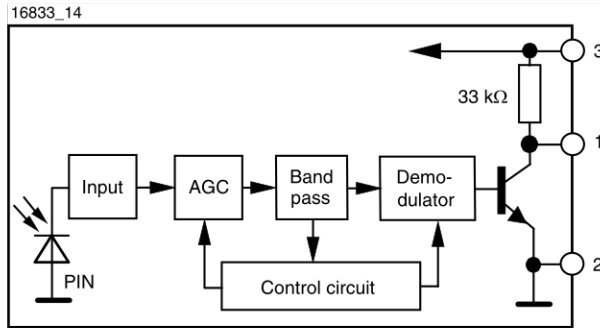 16833_14
3
33 kΩ
1
Input
AGC
Band
pass
Demo-
dulator
2
PIN
Control circuit